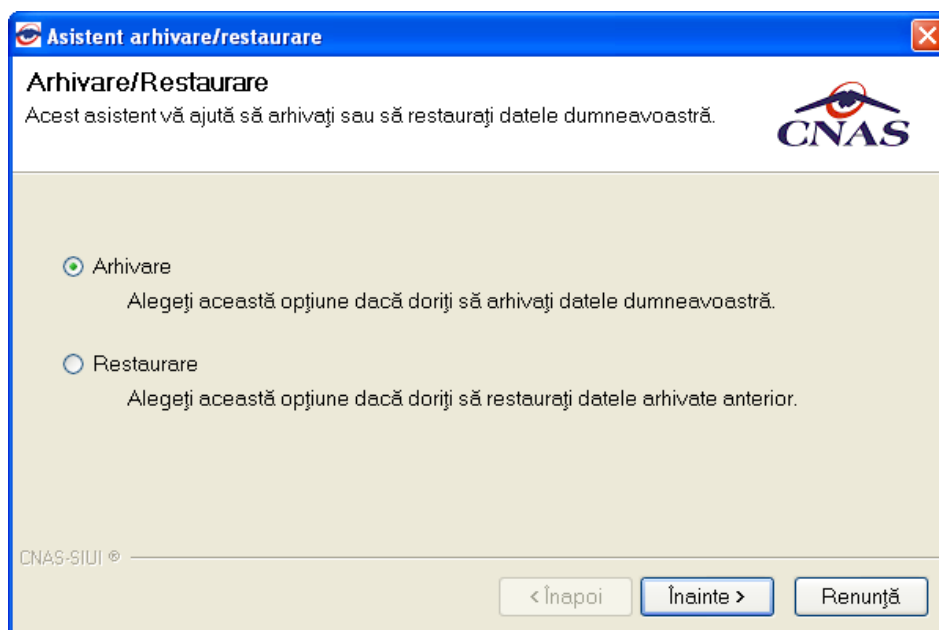 Asistent arhivare/restaurare
Arhivare/Restaurare
Acest asistent vă ajută să arhivaţi sau să restauraţi datele dumneavoastră.
CNAS
Arhivare
Alegeţi această opţiune dacă doriţi să arhivaţi datele dumneavoastră.
Restaurare
Alegeţi această opţiune dacă doriţi să restauraţi datele arhivate anterior.
CNAS-SIUI ®
< Înapoi
Înainte >
Renunţă